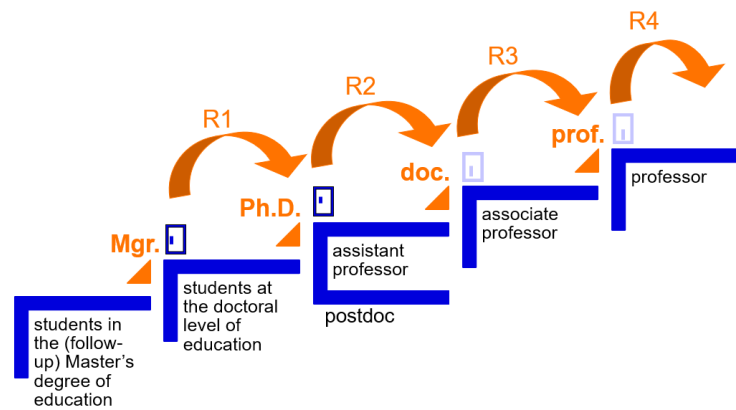 R1
R2
R3
R4
Mgr.
Ph.D.
doc.
prof.
students in
the (follow-
up) Master’s
degree of
education
students at
the doctoral
level of
education
assistant
professor
postdoc
associate
professor
professor